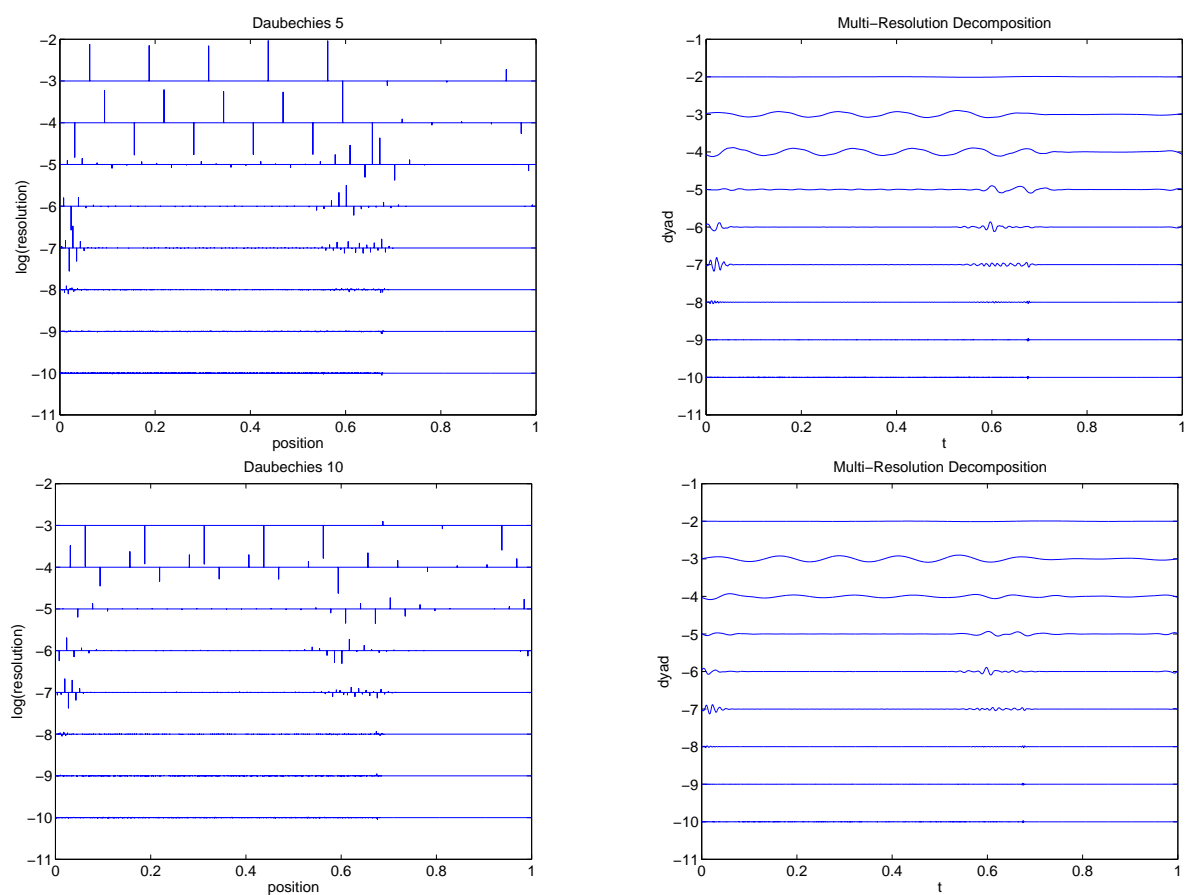 Daubechies 5
−2
−3
−4
−5
−6
−7
−8
−9
−10
−11
log(resolution)
0 0.2 0.4 0.6 0.8 1
position
Multi−Resolution Decomposition
−1
−2
−3
−4
−5
−6
−7
−8
−9
−10
−11
dyad
0 0.2 0.4 0.6 0.8 1
t
Daubechies 10
−2
−3
−4
−5
−6
−7
−8
−9
−10
−11
log(resolution)
0 0.2 0.4 0.6 0.8 1
position
Multi−Resolution Decomposition
−1
−2
−3
−4
−5
−6
−7
−8
−9
−10
−11
dyad
0 0.2 0.4 0.6 0.8 1
t